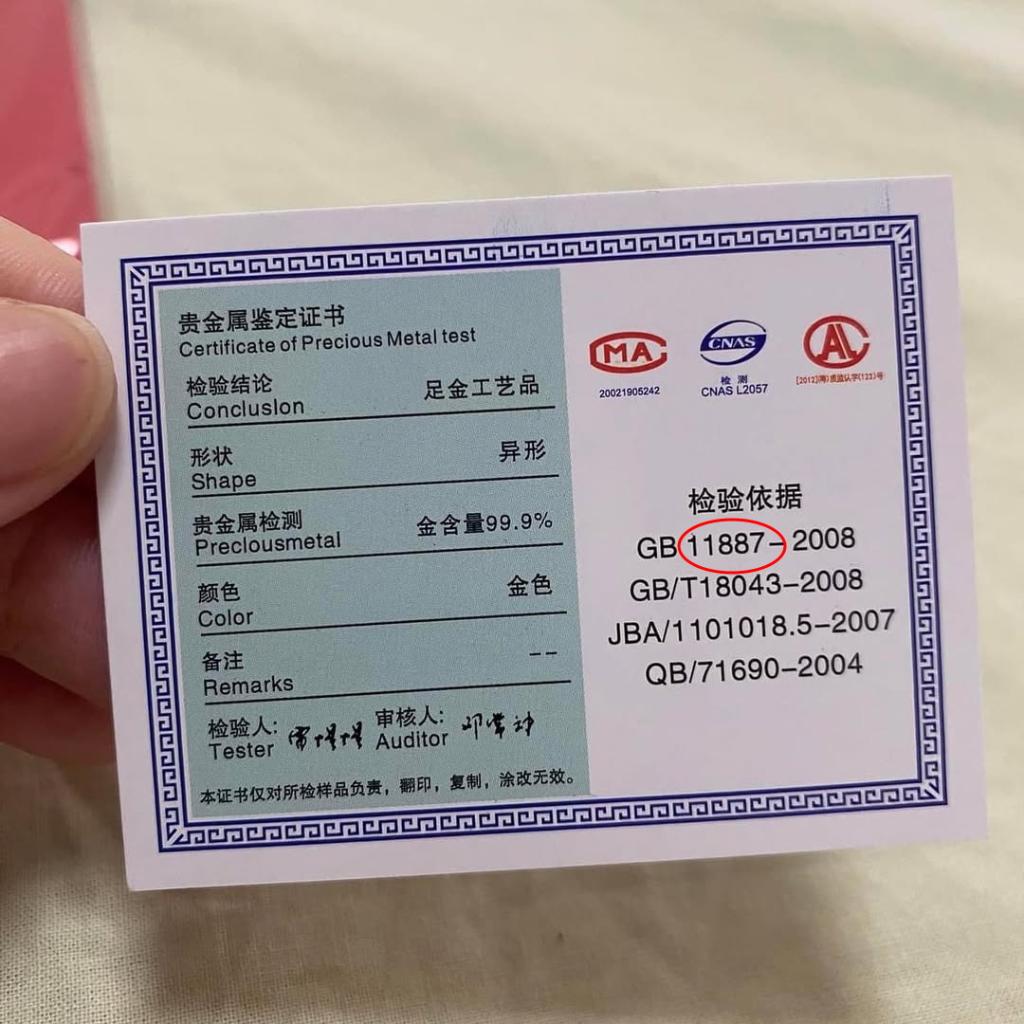 贵金属鉴定证书
Certificate of Precious Metal test
检验结论 足金工艺品
Concluslon
形状 异形
Shape
贵金属检测 金含量99.9%
Preclousmetal
颜色 金色
Color
备注 --
Remarks
检验人: 审核人:
Tester Auditor
本证书仅对所检样品负责，翻印，复制，涂改无效。
MA
20021905242
CNAS
检 测
CNAS L2057
AL
检验依据
GB 11887-2008
GB/T18043-2008
JBA/1101018.5-2007
QB/71690-2004